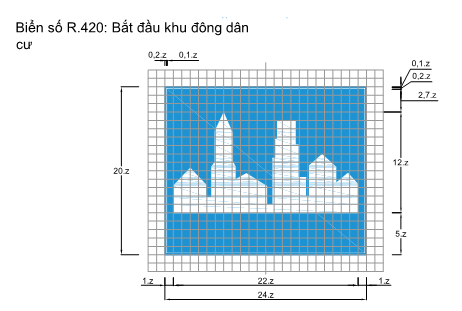 Biển số R.420: Bắt đầu khu đông dân
cư
0,2.z 0,1.z
0,1.z
0,2.z
2,7.z
20.z
12.z
5.z
1.z 22.z 1.z
24.z